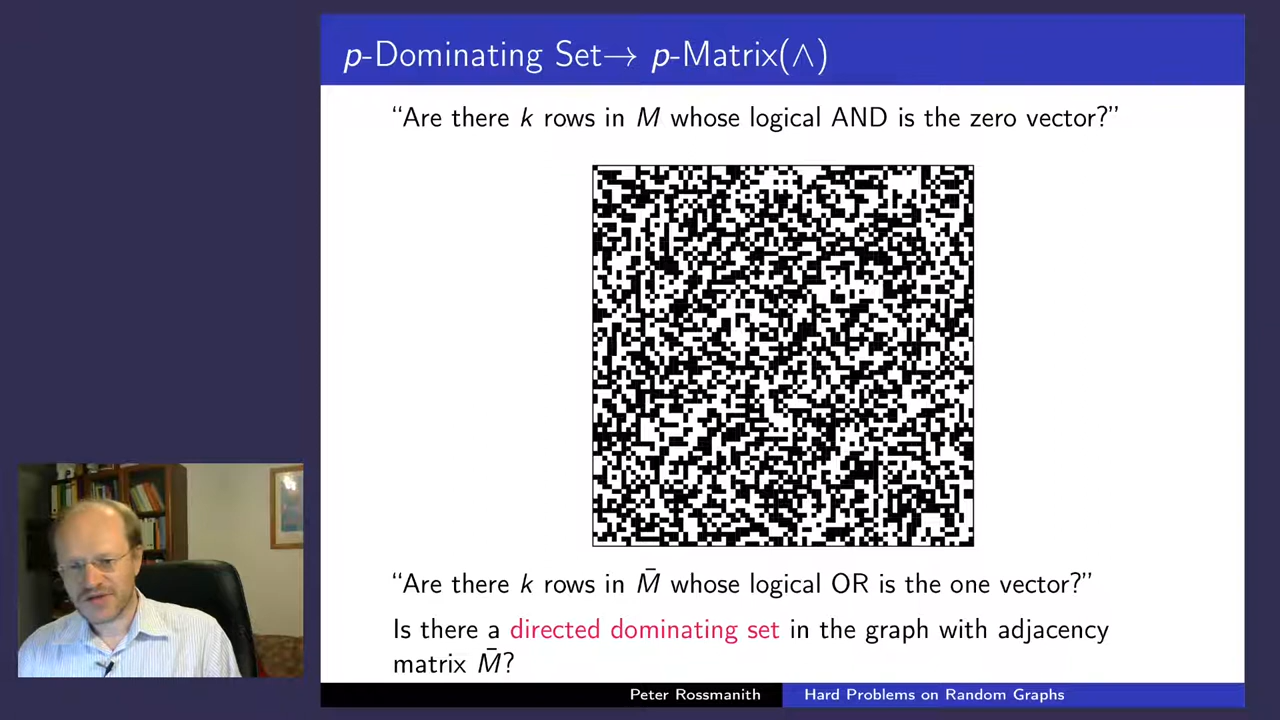 p-Dominating Set→ p-Matrix(∧)
“Are there k rows in M whose logical AND is the zero vector?”
“Are there k rows in M̄ whose logical OR is the one vector?”
Is there a directed dominating set in the graph with adjacency
matrix M̄?
Peter Rossmanith
Hard Problems on Random Graphs